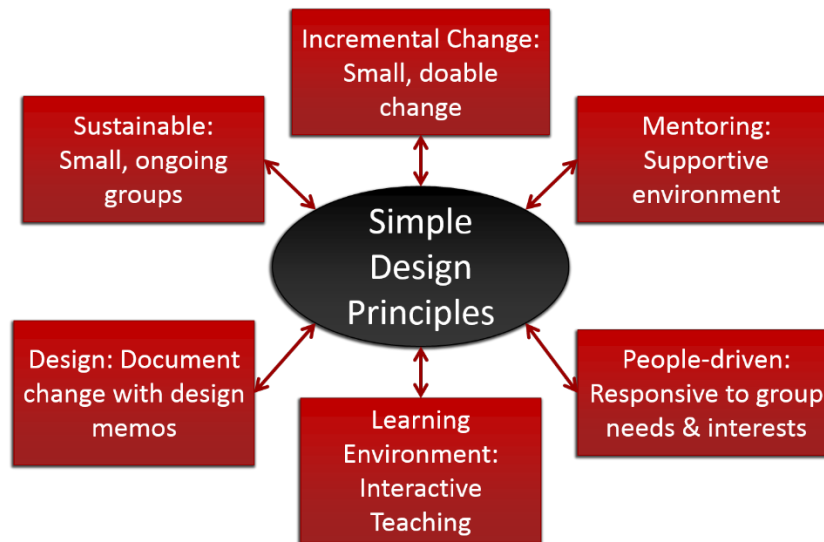 Incremental Change:
Small, doable
change
Sustainable:
Small, ongoing
groups
Mentoring:
Supportive
environment
Simple
Design
Principles
Design: Document
change with design
memos
People-driven:
Responsive to group
needs & interests
Learning
Environment:
Interactive
Teaching